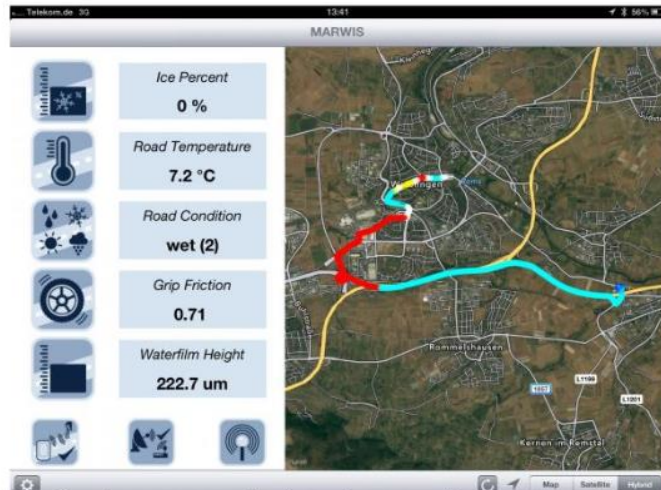 Telekom.de 3G
13:41
56%
MARWIS
Ice Percent
0 %
Road Temperature
7.2 °C
Road Condition
wet (2)
Grip Friction
0.71
Waterfilm Height
222.7 um
Rommelshausen
1857
L1199
L1201
Kernen im Remstal
Map
Satellite
Hybrid